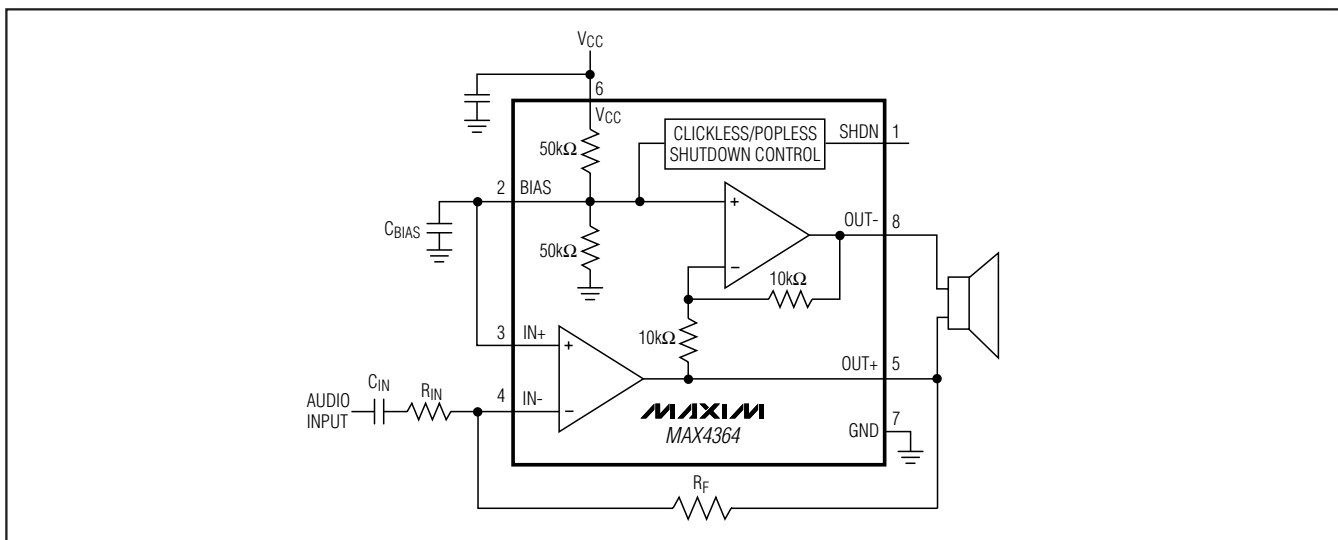 VCC
6
VCC
CLICKLESS/POPLESS
SHUTDOWN CONTROL
SHDN
1
50kΩ
2
BIAS
+
OUT-
8
CBIAS
50kΩ
−
10kΩ
3
IN+
+
10kΩ
OUT+
5
CIN
RIN
4
IN-
−
AUDIO
INPUT
MAXIM
MAX4364
7
GND
RF